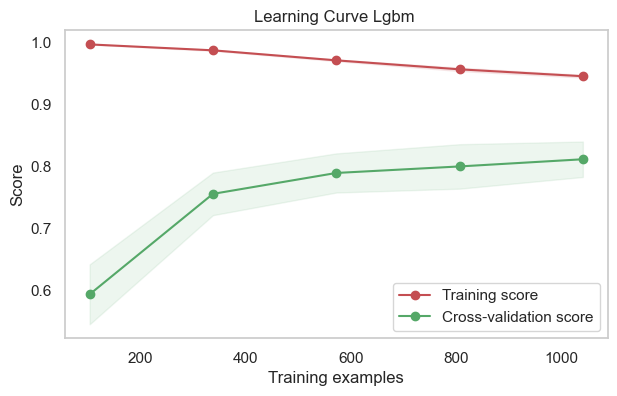 Learning Curve Lgbm
1.0
0.9
0.8
0.7
0.6
Score
200
400
600
800
1000
Training examples
Training score
Cross-validation score